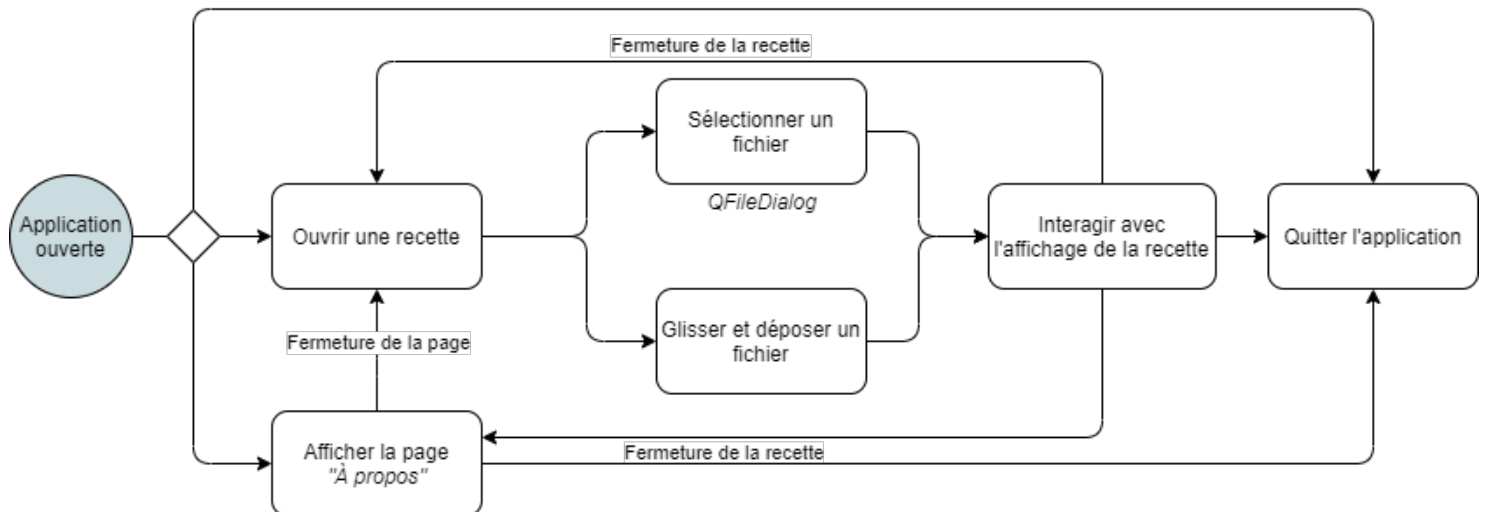 Fermeture de la recette
Sélectionner un
fichier
QFileDialog
Application
ouverte
Ouvrir une recette
Interagir avec
l'affichage de la recette
Quitter l'application
Glisser et déposer un
fichier
Fermeture de la page
Afficher la page
"À propos"
Fermeture de la recette